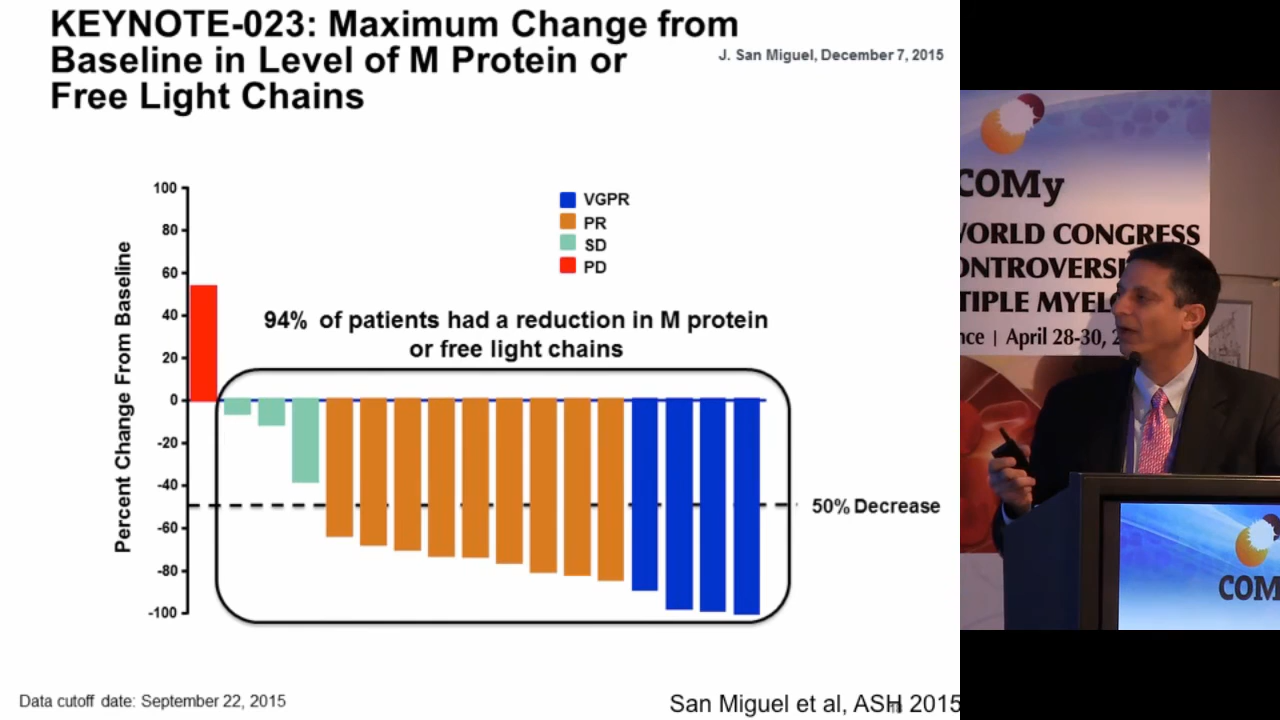 KEYNOTE-023: Maximum Change from
Baseline in Level of M Protein or
Free Light Chains
J. San Miguel, December 7, 2015
100
80
60
40
20
0
-20
-40
-60
-80
-100
Percent Change From Baseline
VGPR
PR
SD
PD
94% of patients had a reduction in M protein
or free light chains
50% Decrease
Data cutoff date: September 22, 2015
San Miguel et al, ASH 2015
COMy
WORLD CONGRESS
ONTROVERSI
TIPLE MYEL
nce | April 28-30, 2
COM